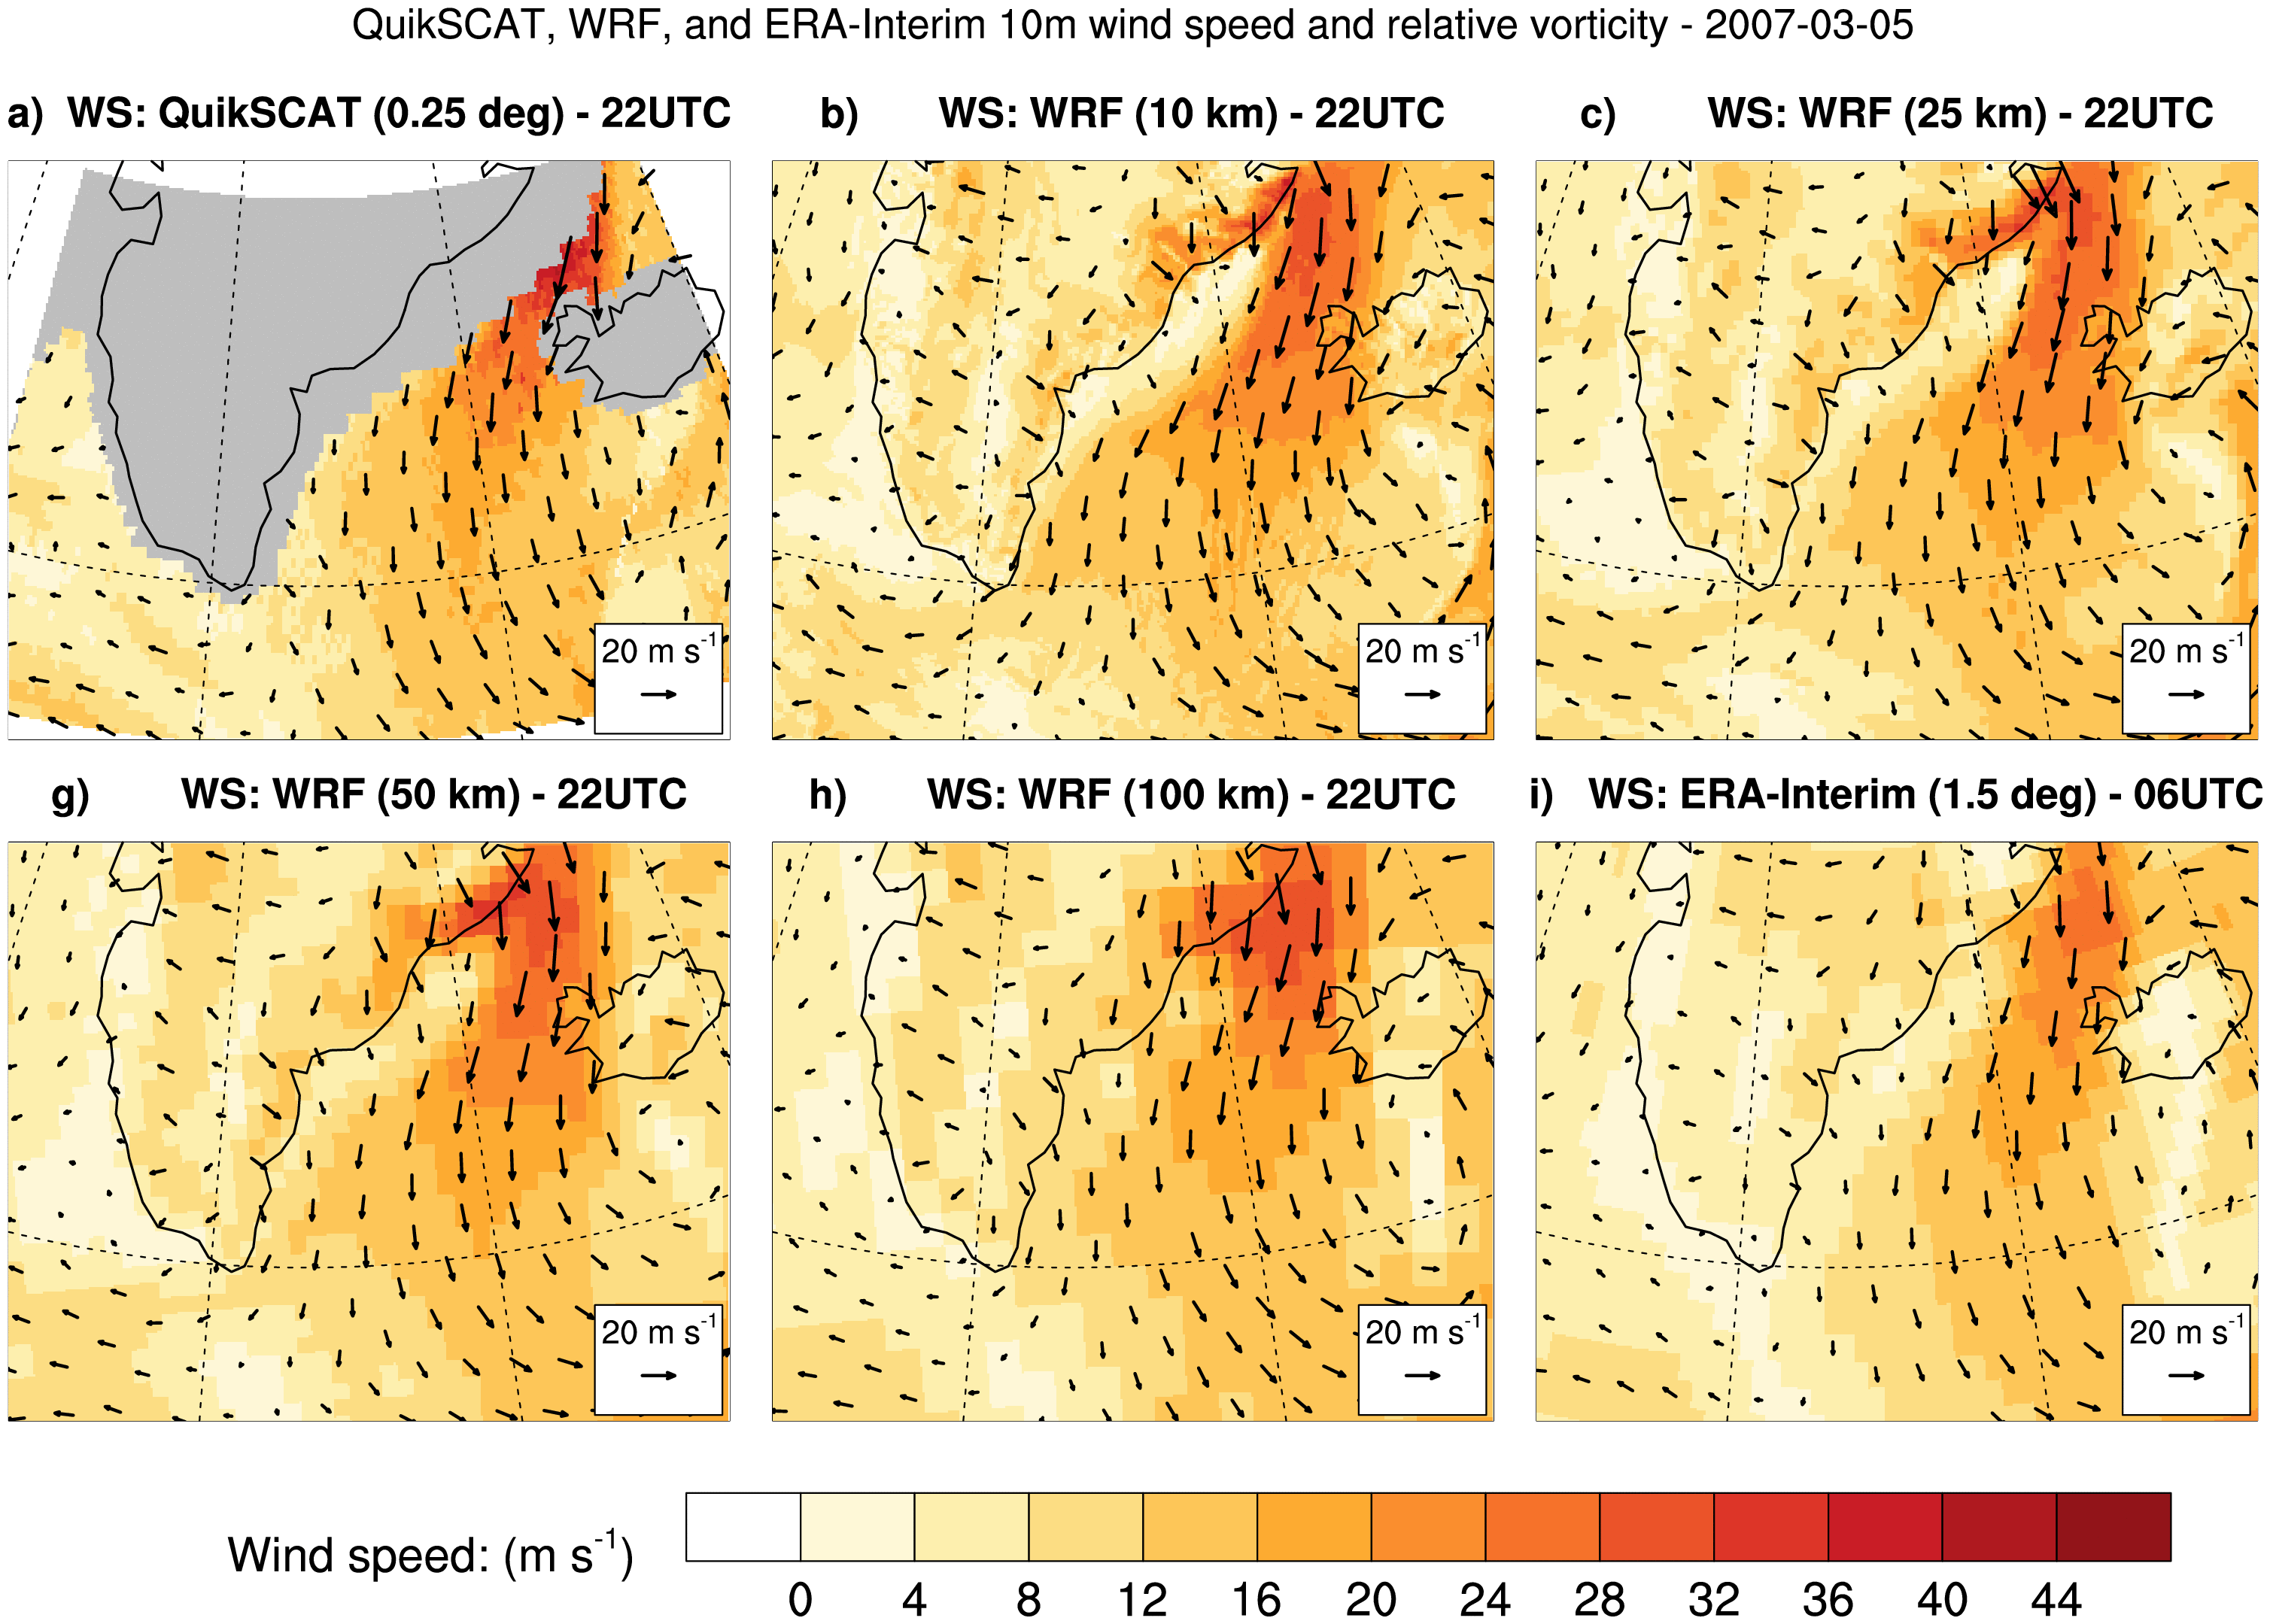 QuikSCAT, WRF, and ERA-Interim 10m wind speed and relative vorticity - 2007-03-05
a) WS: QuikSCAT (0.25 deg) - 22UTC
b) WS: WRF (10 km) - 22UTC
c) WS: WRF (25 km) - 22UTC
20 m s⁻¹
20 m s⁻¹
20 m s⁻¹
g) WS: WRF (50 km) - 22UTC
h) WS: WRF (100 km) - 22UTC
i) WS: ERA-Interim (1.5 deg) - 06UTC
20 m s⁻¹
20 m s⁻¹
20 m s⁻¹
Wind speed: (m s⁻¹)
0 4 8 12 16 20 24 28 32 36 40 44